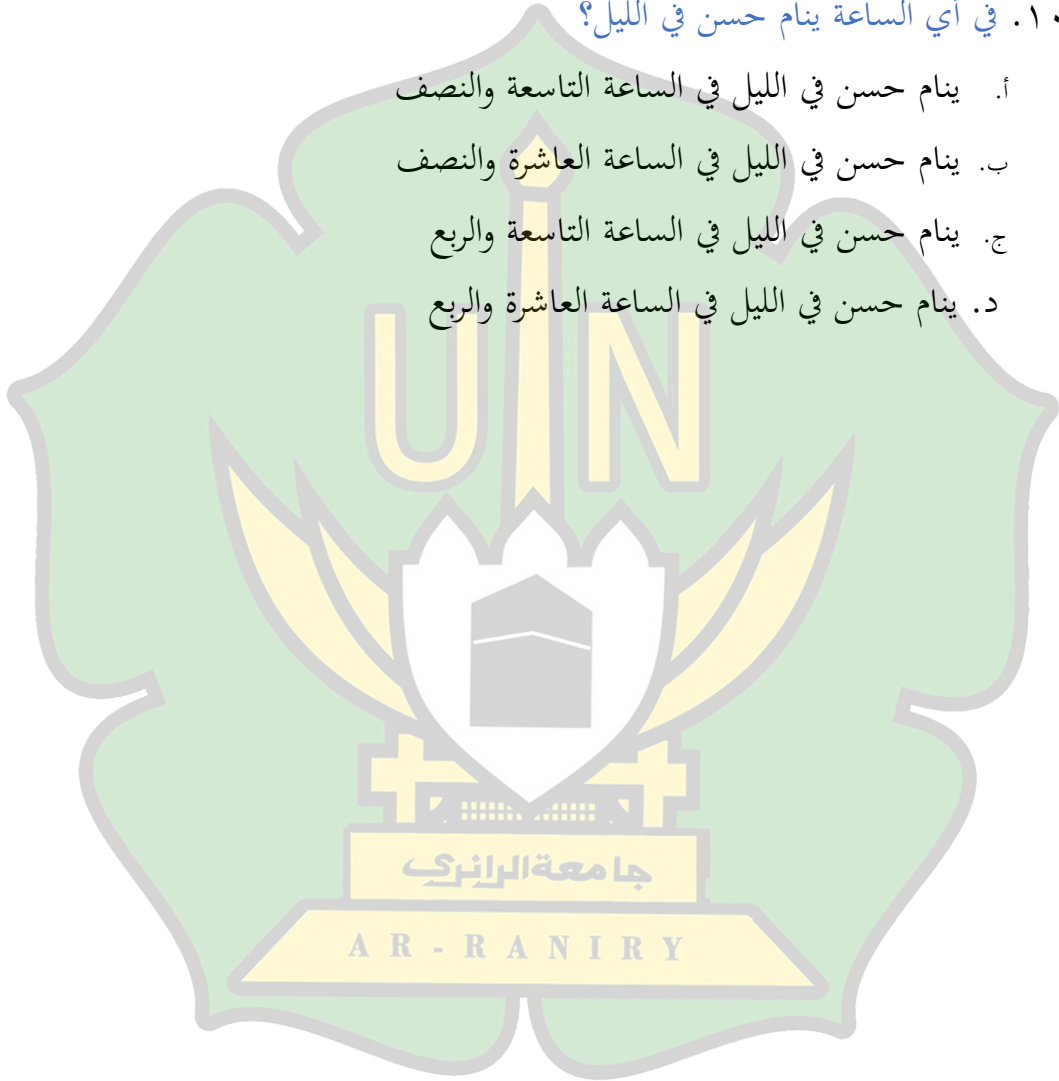 ١٠. في أي الساعة ينام حسن في الليل؟
أ. ينام حسن في الليل في الساعة التاسعة والنصف
ب. ينام حسن في الليل في الساعة العاشرة والنصف
ج. ينام حسن في الليل في الساعة التاسعة والربع
د. ينام حسن في الليل في الساعة العاشرة والربع
UIN
جامعة الرانري
AR-RANIRY